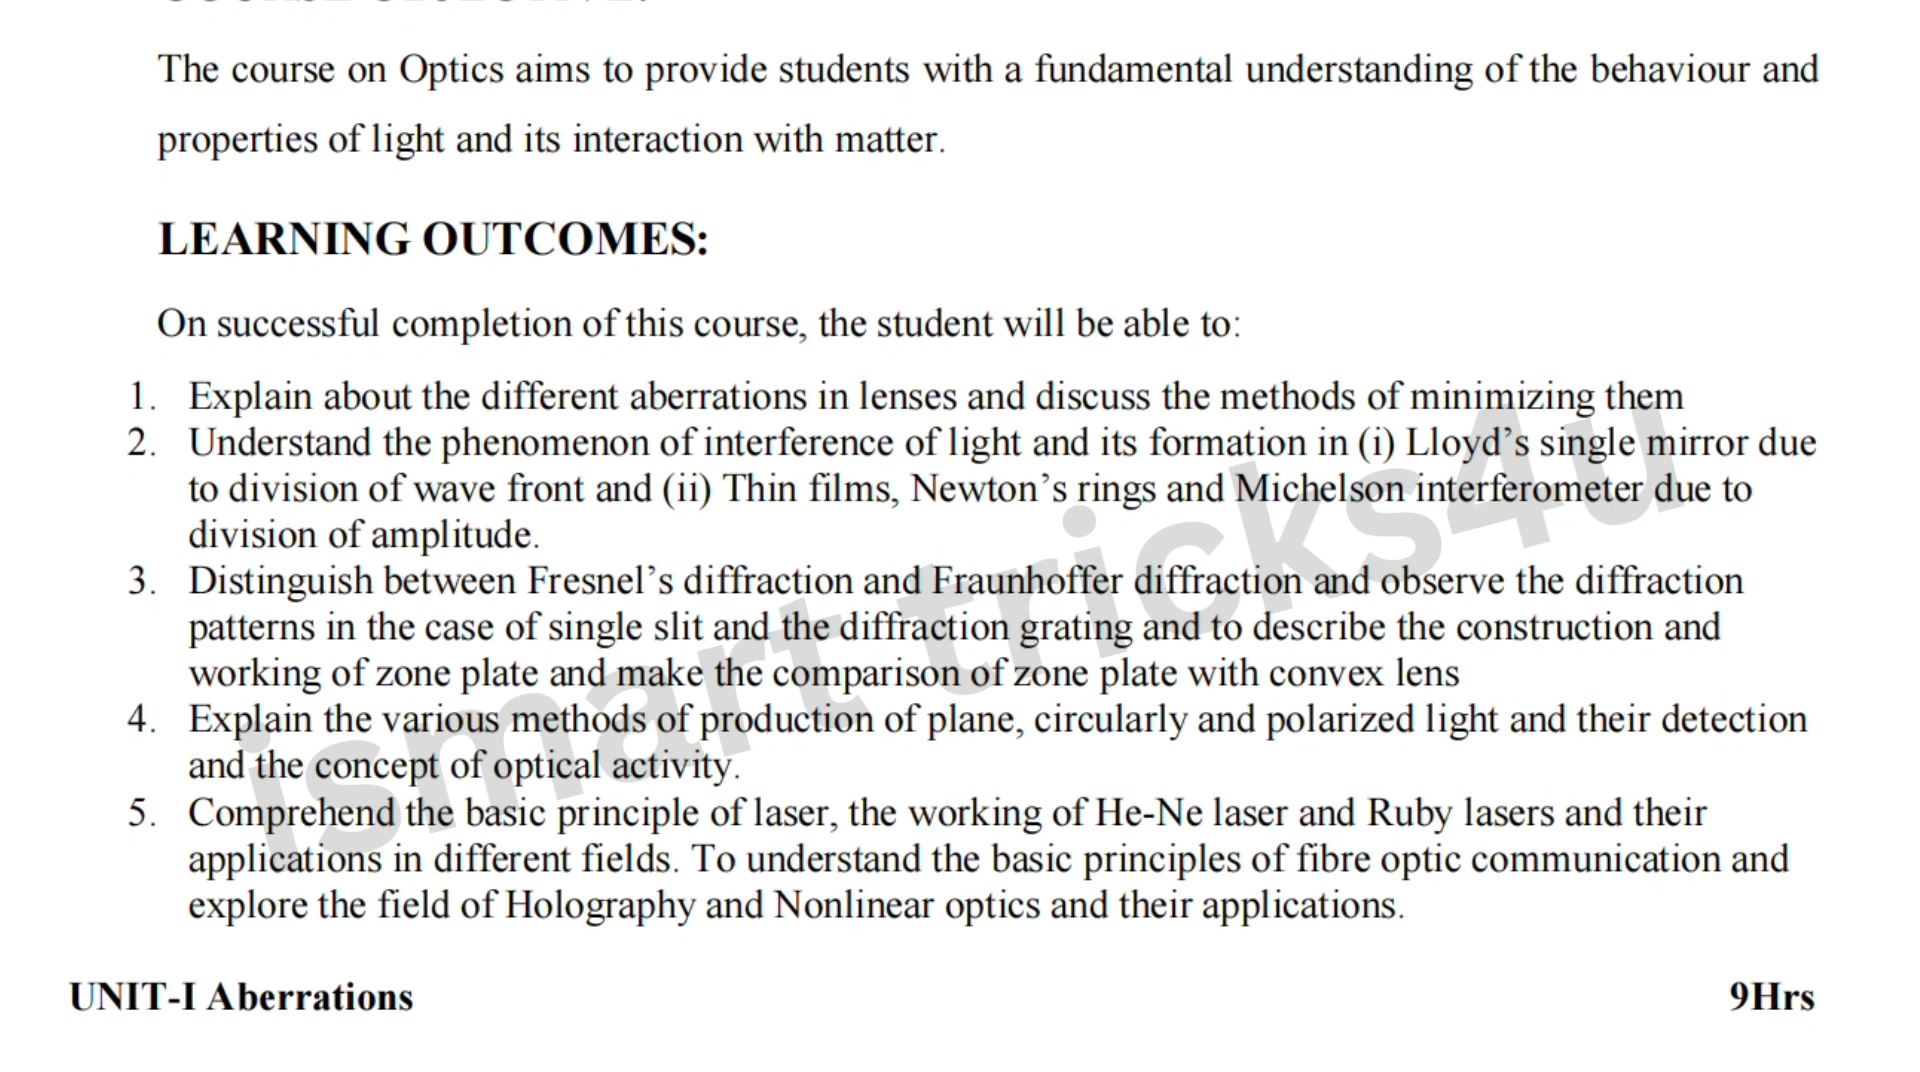 The course on Optics aims to provide students with a fundamental understanding of the behaviour and
properties of light and its interaction with matter.
LEARNING OUTCOMES:
On successful completion of this course, the student will be able to:
1. Explain about the different aberrations in lenses and discuss the methods of minimizing them
2. Understand the phenomenon of interference of light and its formation in (i) Lloyd’s single mirror due
to division of wave front and (ii) Thin films, Newton’s rings and Michelson interferometer due to
division of amplitude.
3. Distinguish between Fresnel’s diffraction and Fraunhoffer diffraction and observe the diffraction
patterns in the case of single slit and the diffraction grating and to describe the construction and
working of zone plate and make the comparison of zone plate with convex lens
4. Explain the various methods of production of plane, circularly and polarized light and their detection
and the concept of optical activity.
5. Comprehend the basic principle of laser, the working of He-Ne laser and Ruby lasers and their
applications in different fields. To understand the basic principles of fibre optic communication and
explore the field of Holography and Nonlinear optics and their applications.
UNIT-I Aberrations 9Hrs
ismart tricks4u